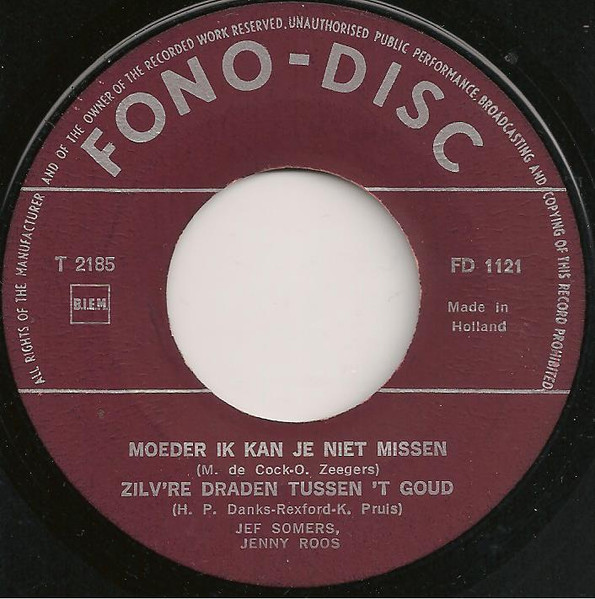 ALL RIGHTS OF THE MANUFACTURER AND OF THE OWNER OF THE RECORDED WORK RESERVED, UNAUTHORISED PUBLIC PERFORMANCE, BROADCASTING AND COPYING OF THIS RECORD PROHIBITED
FONO-DISC
T 2185
FD 1121
B.I.E.M.
Made in
Holland
MOEDER IK KAN JE NIET MISSEN
(M. de Cock-O. Zeegers)
ZILV'RE DRADEN TUSSEN 'T GOUD
(H. P. Danks-Rexford-K. Pruis)
JEF SOMERS,
JENNY ROOS